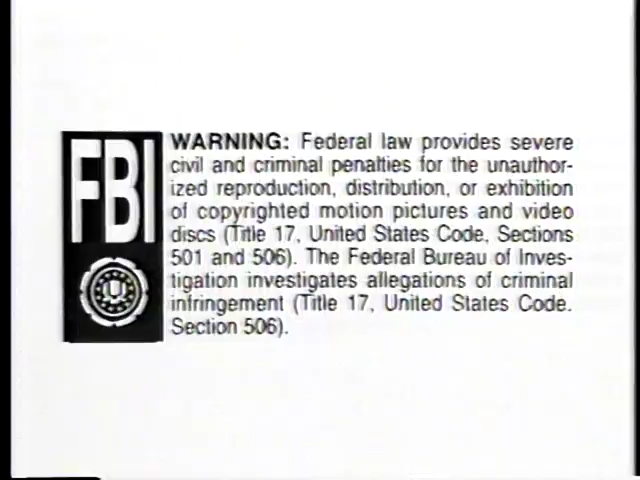 FBI
WARNING: Federal law provides severe
civil and criminal penalties for the unauthor-
ized reproduction, distribution, or exhibition
of copyrighted motion pictures and video
discs (Title 17, United States Code, Sections
501 and 506). The Federal Bureau of Inves-
tigation investigates allegations of criminal
infringement (Title 17, United States Code.
Section 506).